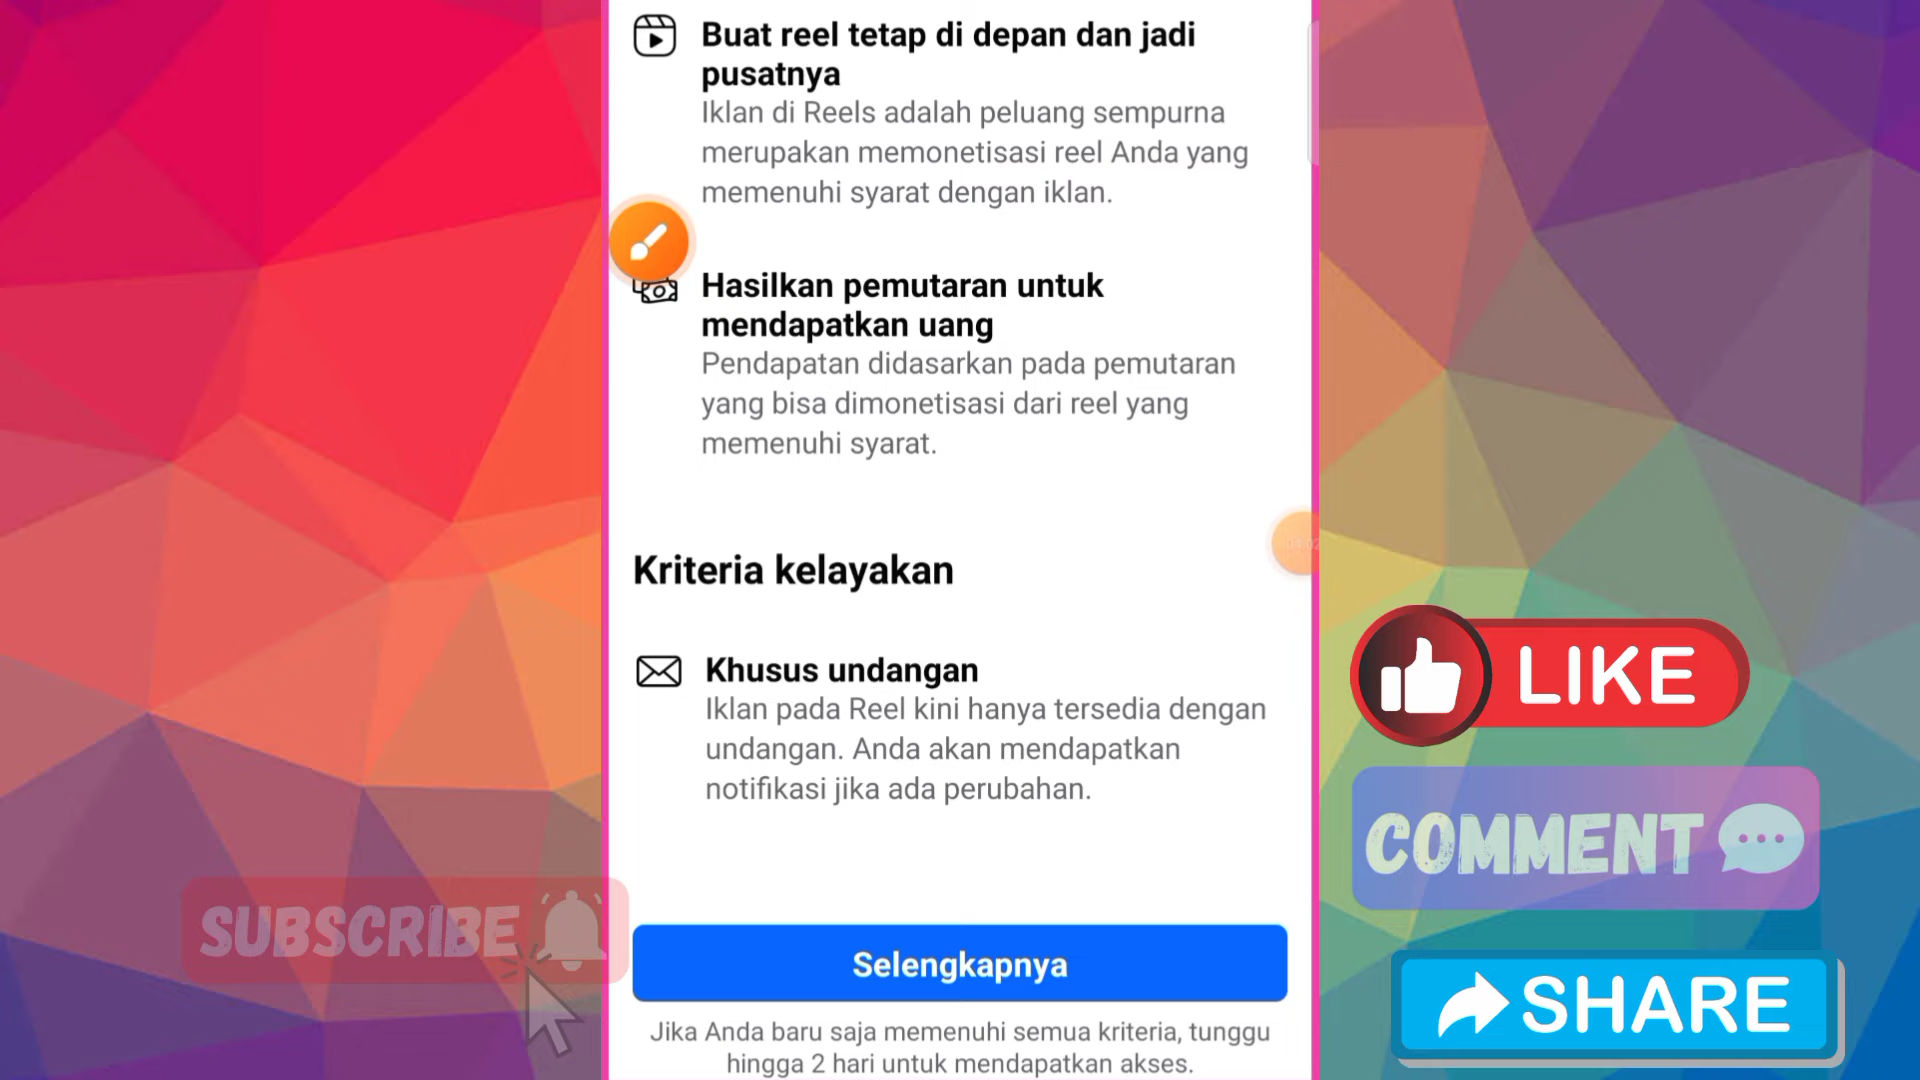 Buat reel tetap di depan dan jadi
pusatnya
Iklan di Reels adalah peluang sempurna
merupakan memonetisasi reel Anda yang
memenuhi syarat dengan iklan.
Hasilkan pemutaran untuk
mendapatkan uang
Pendapatan didasarkan pada pemutaran
yang bisa dimonetisasi dari reel yang
memenuhi syarat.
Kriteria kelayakan
Khusus undangan
Iklan pada Reel kini hanya tersedia dengan
undangan. Anda akan mendapatkan
notifikasi jika ada perubahan.
Selengkapnya
Jika Anda baru saja memenuhi semua kriteria, tunggu
hingga 2 hari untuk mendapatkan akses.
SUBSCRIBE
LIKE
COMMENT
SHARE